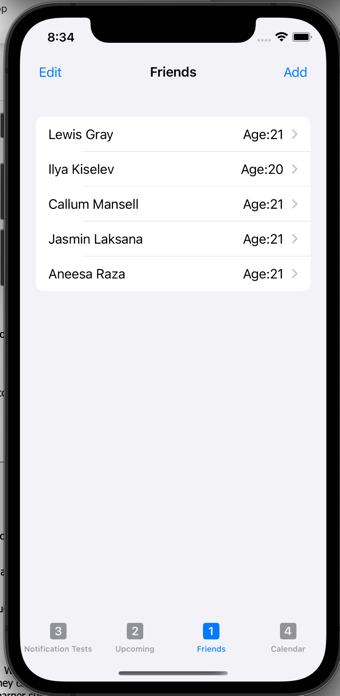 8:34
Edit Friends Add
Lewis Gray Age:21
Ilya Kiselev Age:20
Callum Mansell Age:21
Jasmin Laksana Age:21
Aneesa Raza Age:21
3 2 1 4
Notification Tests Upcoming Friends Calendar